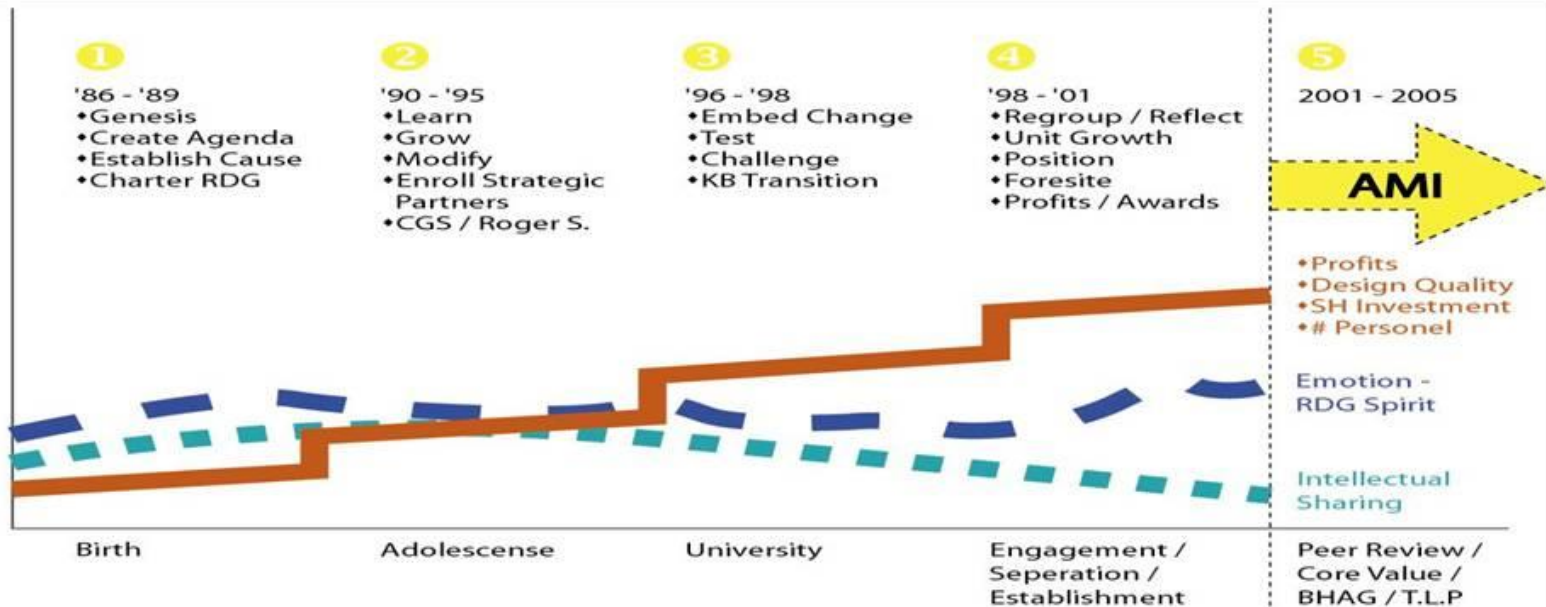 1
'86 - '89
◆Genesis
◆Create Agenda
◆Establish Cause
◆Charter RDG
2
'90 - '95
◆Learn
◆Grow
◆Modify
◆Enroll Strategic
Partners
◆CGS / Roger S.
3
'96 - '98
◆Embed Change
◆Test
◆Challenge
◆KB Transition
4
'98 - '01
◆Regroup / Reflect
◆Unit Growth
◆Position
◆Foresite
◆Profits / Awards
5
2001 - 2005
AMI
◆Profits
◆Design Quality
◆SH Investment
◆# Personel
Emotion -
RDG Spirit
Intellectual
Sharing
Birth
Adolescense
University
Engagement /
Seperation /
Establishment
Peer Review /
Core Value /
BHAG / T.L.P